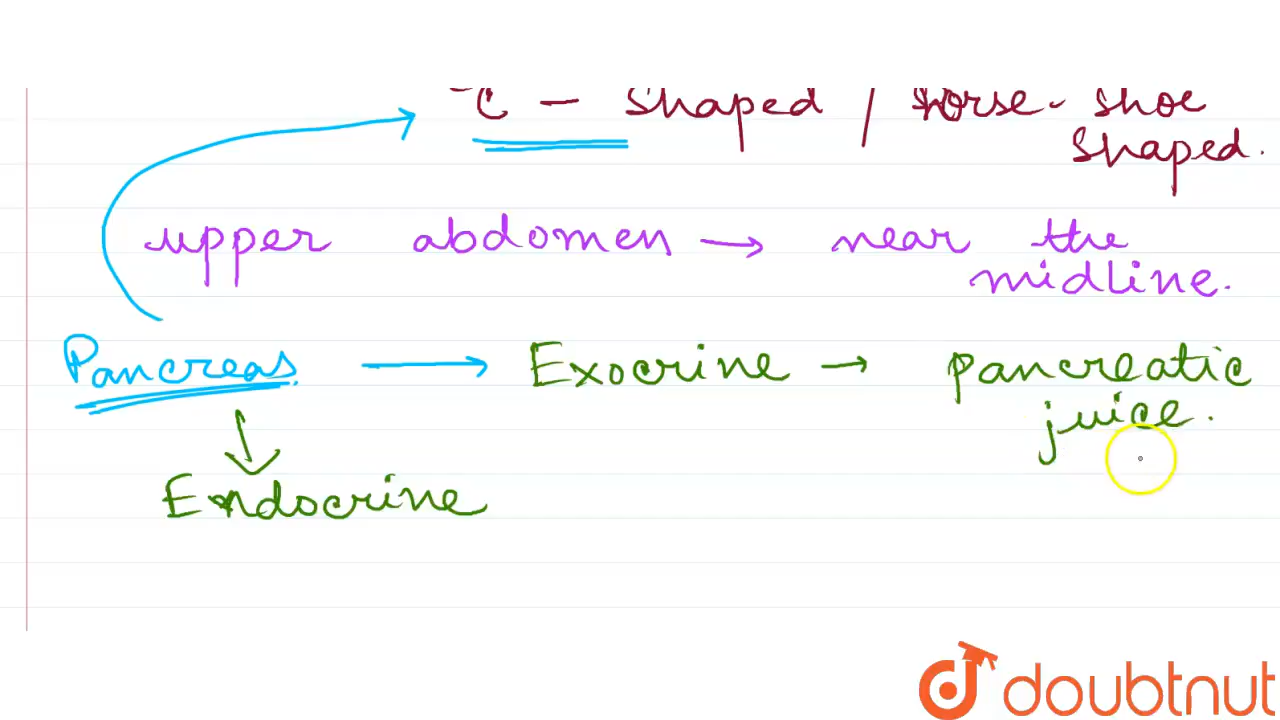 "C - Shaped / Horse-Shoe
Shaped.
upper abdomen → near the
midline.
Pancreas → Exocrine → pancreatic
juice.
↓
Endocrine
doubtnut